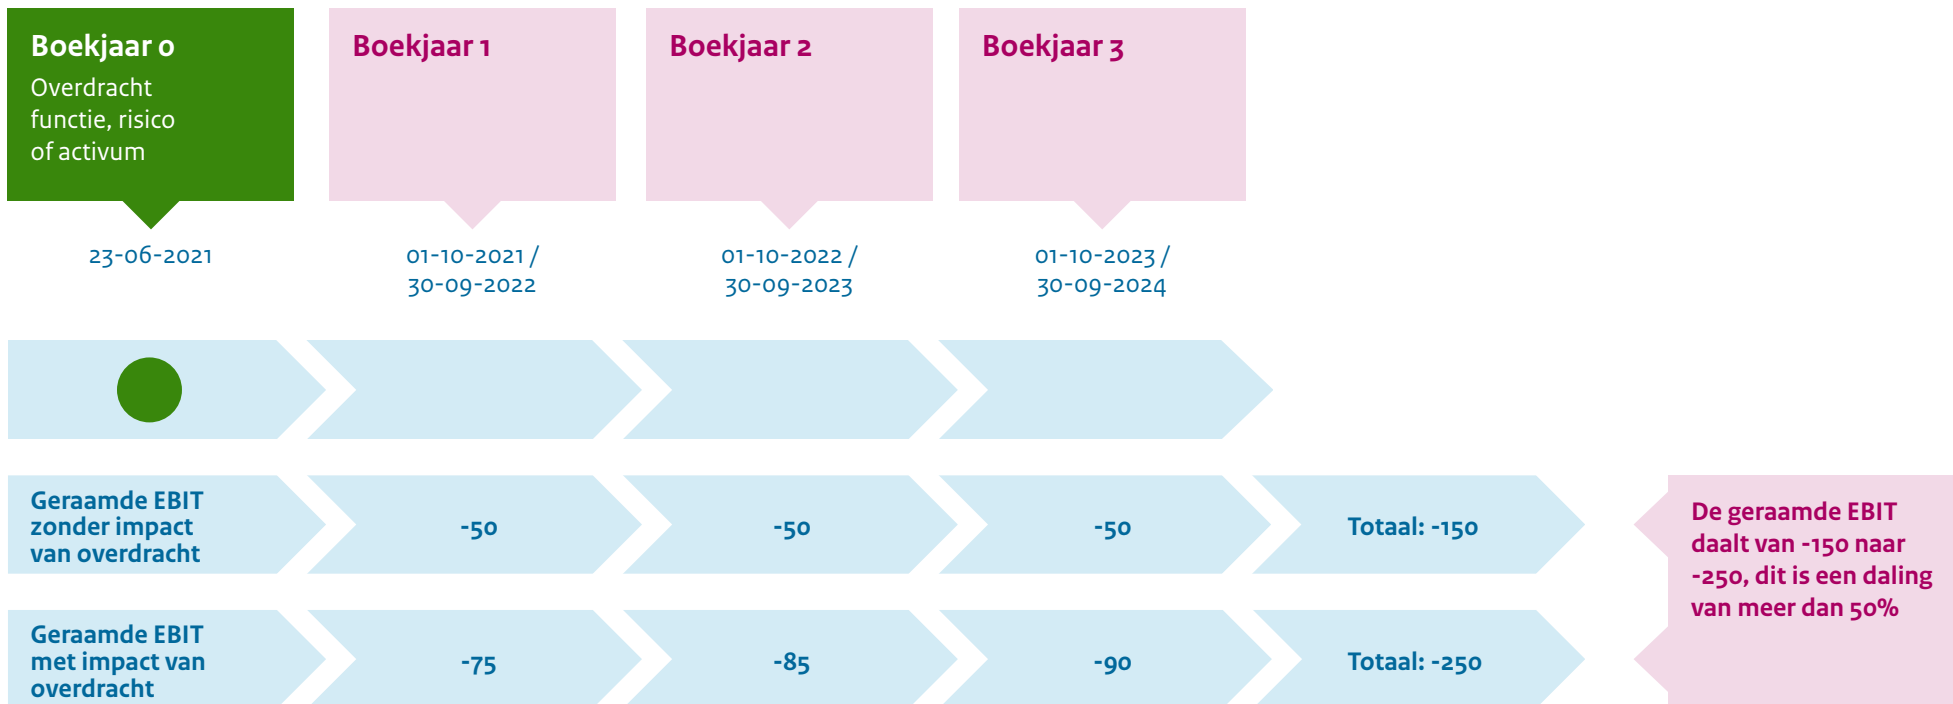 Boekjaar 0
Overdracht
functie, risico
of activum
Boekjaar 1
Boekjaar 2
Boekjaar 3
23-06-2021
01-10-2021 /
30-09-2022
01-10-2022 /
30-09-2023
01-10-2023 /
30-09-2024
Geraamde EBIT
zonder impact
van overdracht
-50
-50
-50
Totaal: -150
Geraamde EBIT
met impact van
overdracht
-75
-85
-90
Totaal: -250
De geraamde EBIT
daalt van -150 naar
-250, dit is een daling
van meer dan 50%